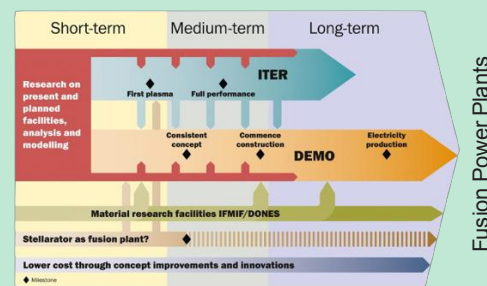 Short-term
Medium-term
Long-term
Research on
present and
planned
facilities,
analysis and
modelling
ITER
First plasma
Full performance
Consistent
concept
Commence
construction
Electricity
production
DEMO
Material research facilities IFMIF/DONES
Stellarator as fusion plant?
Lower cost through concept improvements and innovations
Milestone
Fusion Power Plants